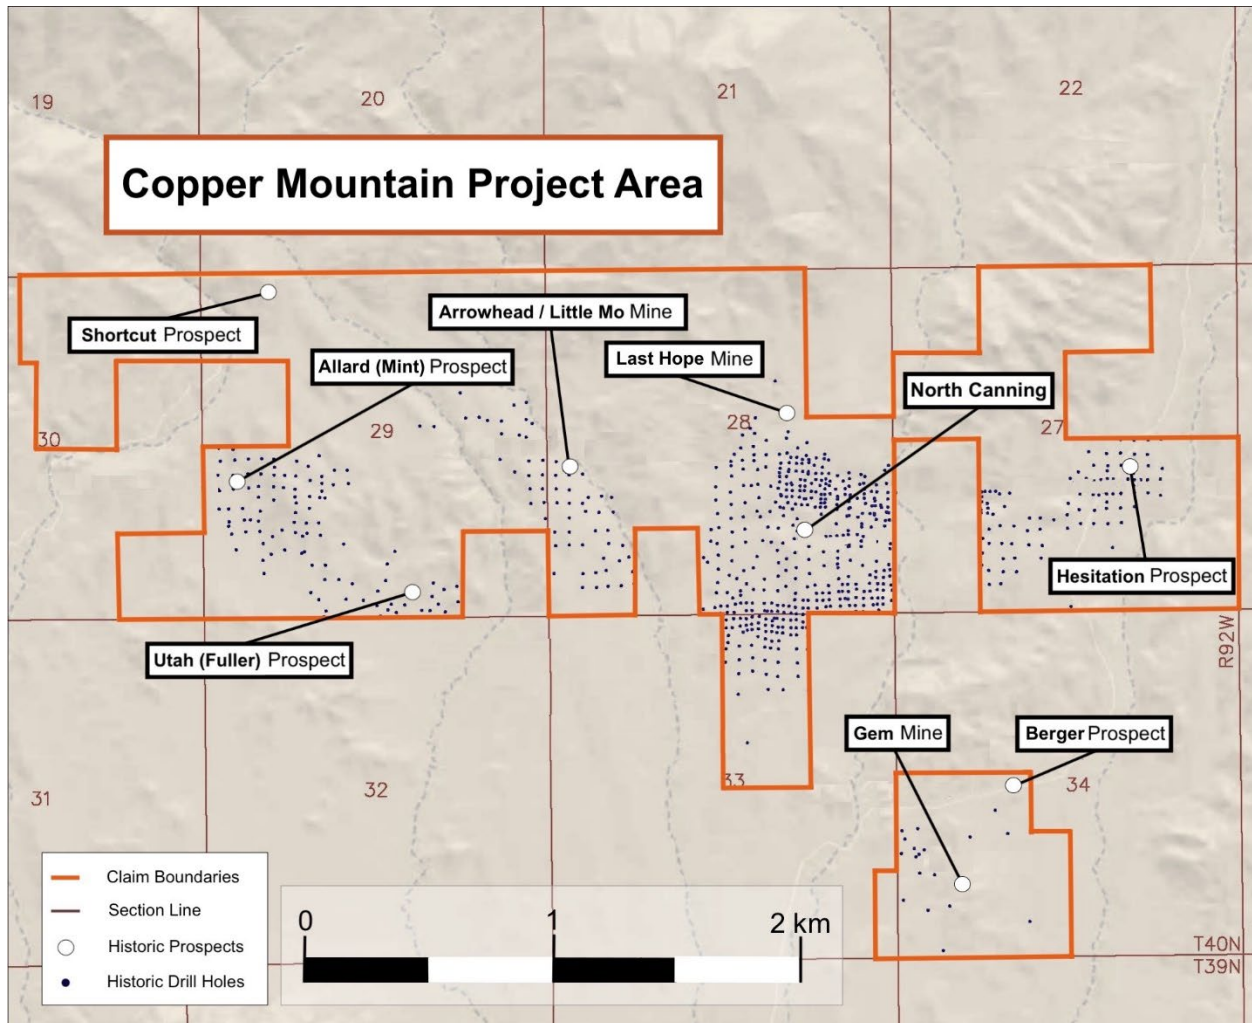 19
20
21
22
Copper Mountain Project Area
Shortcut Prospect
Arrowhead / Little Mo Mine
Allard (Mint) Prospect
Last Hope Mine
North Canning
30
29
28
27
Hesitation Prospect
Utah (Fuller) Prospect
R92W
Gem Mine
Berger Prospect
31
32
33
34
Claim Boundaries
Section Line
Historic Prospects
Historic Drill Holes
0
1
2 km
T40N
T39N